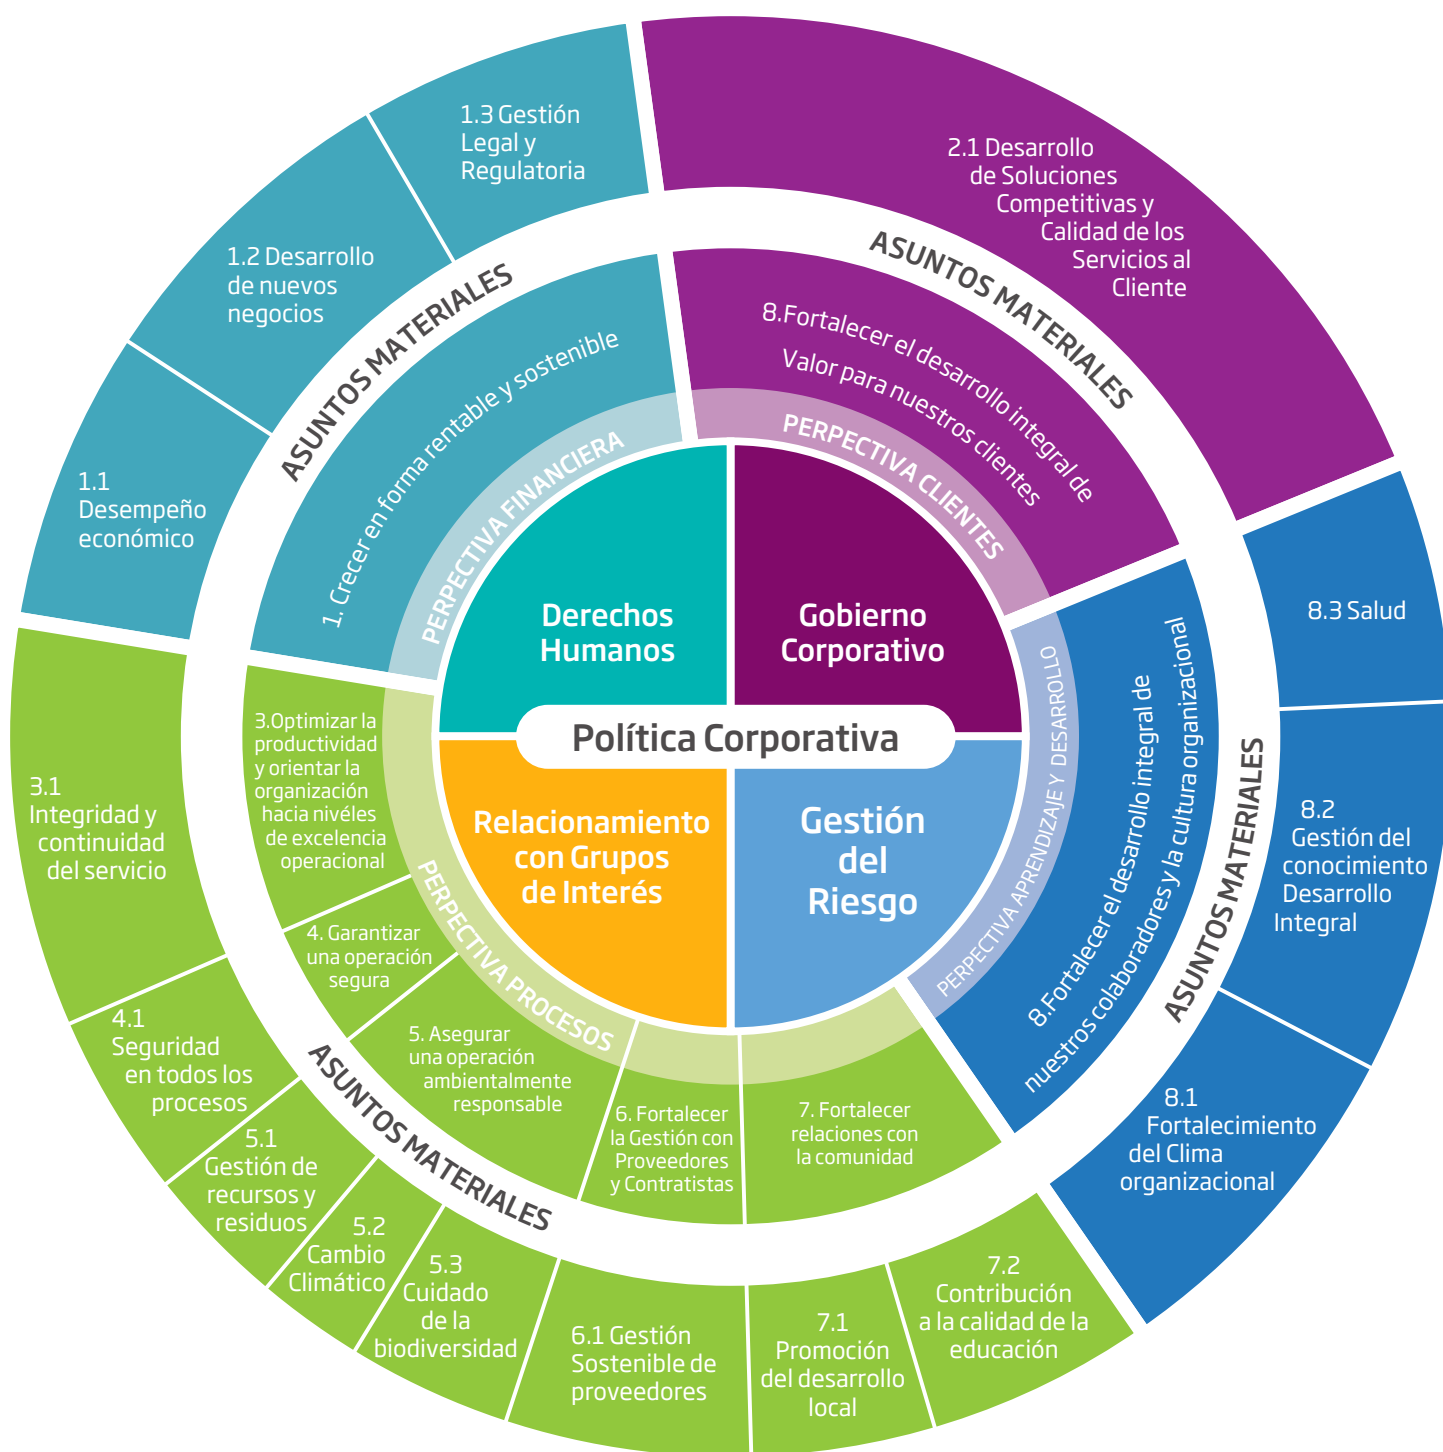 1.1
Desempeño
económico
1.2 Desarrollo
de nuevos
negocios
1.3 Gestión
Legal y
Regulatoria
2.1 Desarrollo
de Soluciones
Competitivas y
Calidad de los
Servicios al
Cliente
ASUNTOS MATERIALES
ASUNTOS MATERIALES
1. Crecer en forma rentable y sostenible
8.Fortalecer el desarrollo integral de
Valor para nuestros clientes
PERPECTIVA FINANCIERA
PERPECTIVA CLIENTES
Derechos
Humanos
Gobierno
Corporativo
Política Corporativa
Relacionamiento
con Grupos
de Interés
Gestión
del
Riesgo
PERPECTIVA APRENDIZAJE Y DESARROLLO
8.Fortalecer el desarrollo integral de
nuestros colaboradores y la cultura organizacional
ASUNTOS MATERIALES
8.3 Salud
8.2
Gestión del
conocimiento
Desarrollo
Integral
8.1
Fortalecimiento
del Clima
organizacional
PERPECTIVA PROCESOS
3.Optimizar la
productividad
y orientar la
organización
hacia nivéles
de excelencia
operacional
4. Garantizar
una operación
segura
5. Asegurar
una operación
ambientalmente
responsable
6. Fortalecer
la Gestión con
Proveedores
y Contratistas
7. Fortalecer
relaciones con
la comunidad
ASUNTOS MATERIALES
3.1
Integridad y
continuidad
del servicio
4.1
Seguridad
en todos los
procesos
5.1
Gestión de
recursos y
residuos
5.2
Cambio
Climático
5.3
Cuidado
de la
biodiversidad
6.1 Gestión
Sostenible de
proveedores
7.1
Promoción
del desarrollo
local
7.2
Contribución
a la calidad de la
educación